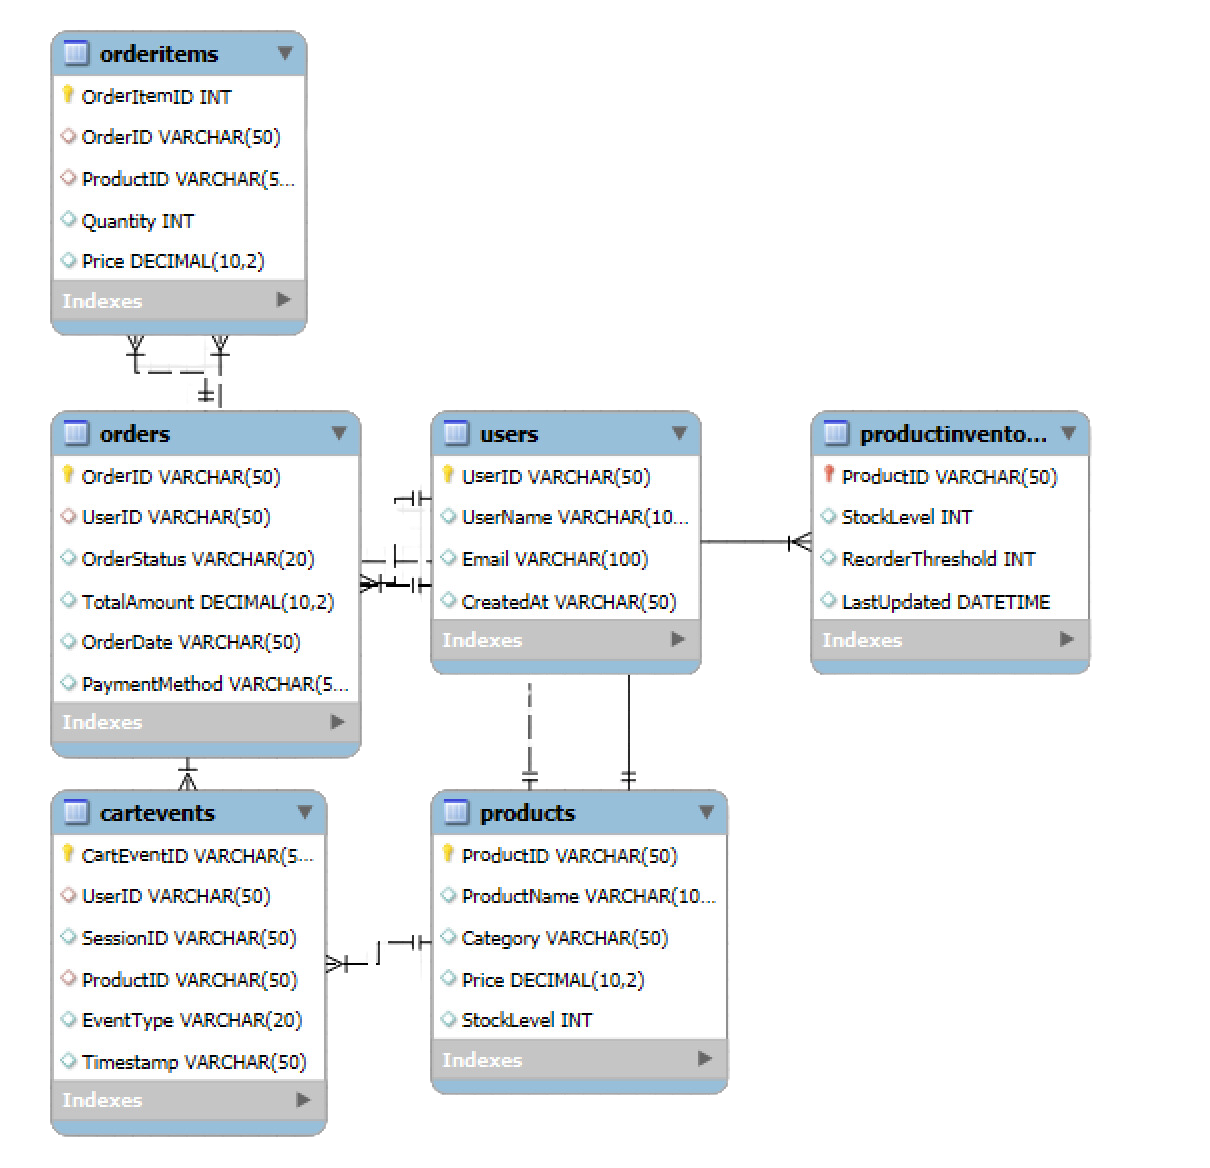 orderitems
OrderItemID INT
OrderID VARCHAR(50)
ProductID VARCHAR(5...
Quantity INT
Price DECIMAL(10,2)
Indexes
orders
OrderID VARCHAR(50)
UserID VARCHAR(50)
OrderStatus VARCHAR(20)
TotalAmount DECIMAL(10,2)
OrderDate VARCHAR(50)
PaymentMethod VARCHAR(5...
Indexes
users
UserID VARCHAR(50)
UserName VARCHAR(10...
Email VARCHAR(100)
CreatedAt VARCHAR(50)
Indexes
productinvento...
ProductID VARCHAR(50)
StockLevel INT
ReorderThreshold INT
LastUpdated DATETIME
Indexes
cartevents
CartEventID VARCHAR(5...
UserID VARCHAR(50)
SessionID VARCHAR(50)
ProductID VARCHAR(50)
EventType VARCHAR(20)
Timestamp VARCHAR(50)
Indexes
products
ProductID VARCHAR(50)
ProductName VARCHAR(10...
Category VARCHAR(50)
Price DECIMAL(10,2)
StockLevel INT
Indexes